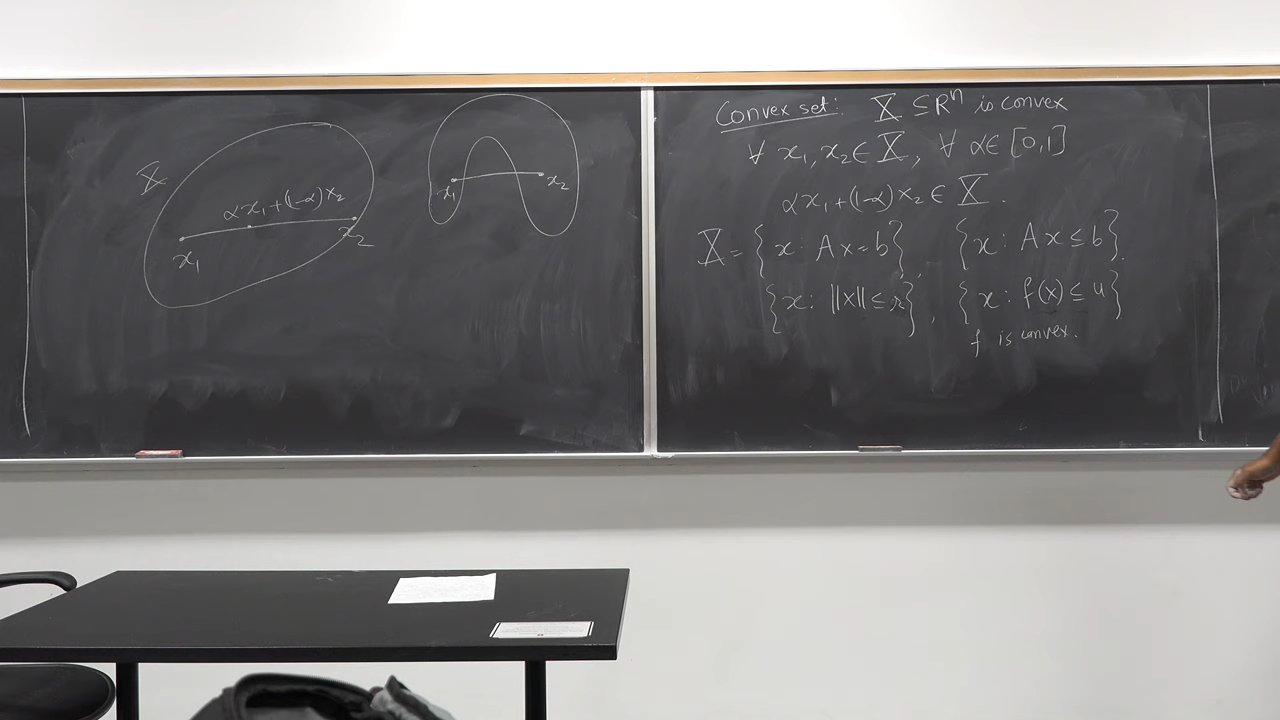 X
αx₁+(1-α)x₂
x₁
x₂
x₁
x₂
Convex set: X ⊆ Rⁿ is convex
∀ x₁, x₂ ∈ X, ∀ α ∈ [0,1]
αx₁+(1-α)x₂ ∈ X.
X = {x: Ax=b}, {x: Ax ≤ b}.
{x: ||x|| ≤ r}, {x: f(x) ≤ u}
f is convex.